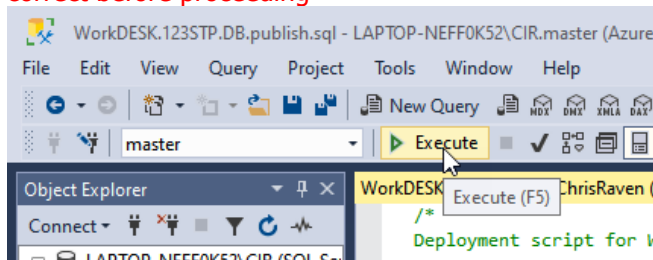 correct before proceeding
WorkDESK.123STP.DB.publish.sql - LAPTOP-NEFF0K52\CIR.master (Azure
File Edit View Query Project Tools Window Help
New Query MDX DMX XMLA DAX
master Execute
Object Explorer WorkDESK ChrisRaven (
Execute (F5)
Connect /*
Deployment script for W
LAPTOP-NEFF0K52\CIR (SQL Ser